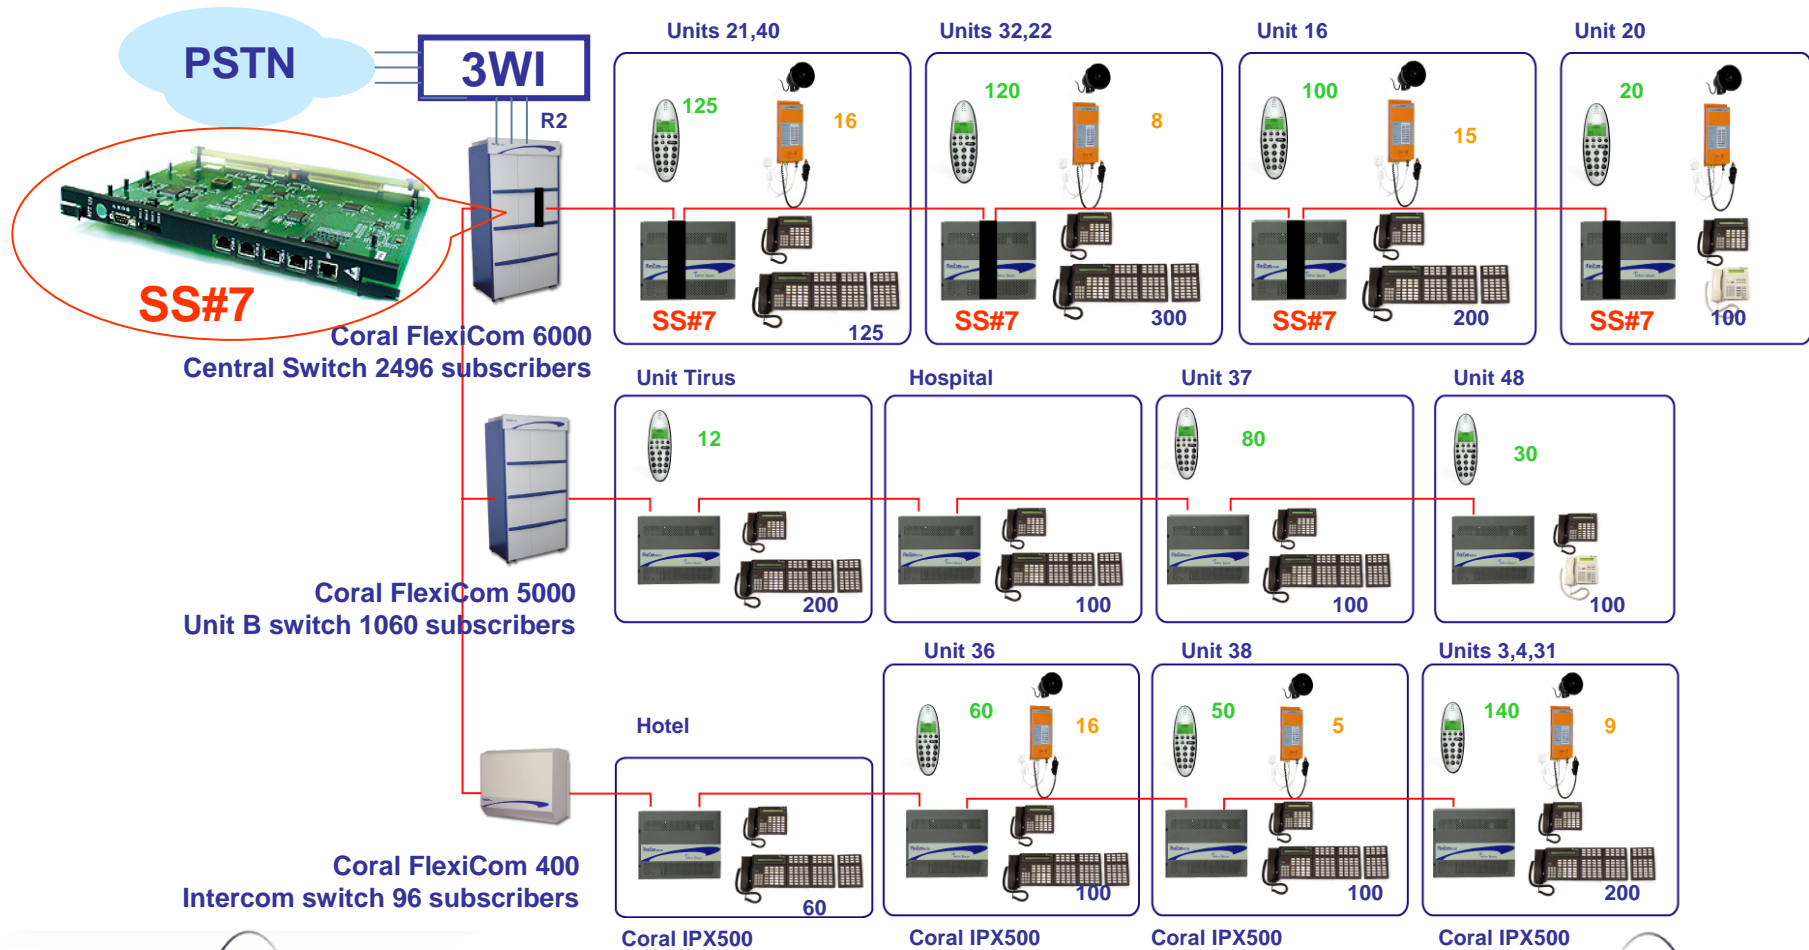 Units 21,40
Units 32,22
Unit 16
Unit 20
PSTN
3WI
R2
125
16
120
8
100
15
20
SS#7
SS#7
SS#7
SS#7
SS#7
125
300
200
100
Coral FlexiCom 6000
Central Switch 2496 subscribers
Unit Tirus
Hospital
Unit 37
Unit 48
12
80
30
200
100
100
100
Coral FlexiCom 5000
Unit B switch 1060 subscribers
Hotel
Unit 36
Unit 38
Units 3,4,31
60
16
50
5
140
9
60
100
100
200
Coral FlexiCom 400
Intercom switch 96 subscribers
Coral IPX500
Coral IPX500
Coral IPX500
Coral IPX500